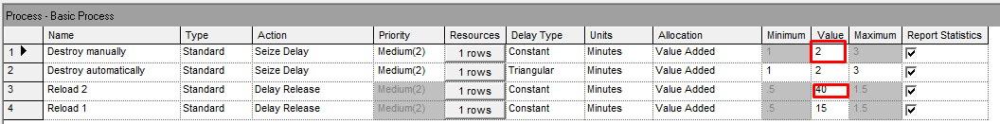 Process - Basic Process
Name Type Action Priority Resources Delay Type Units Allocation Minimum Value Maximum Report Statistics
1 Destroy manually Standard Seize Delay Medium(2) 1 rows Constant Minutes Value Added 1 2 3
2 Destroy automatically Standard Seize Delay Medium(2) 1 rows Triangular Minutes Value Added 1 2 3
3 Reload 2 Standard Delay Release Medium(2) 1 rows Constant Minutes Value Added .5 40 1.5
4 Reload 1 Standard Delay Release Medium(2) 1 rows Constant Minutes Value Added .5 15 1.5